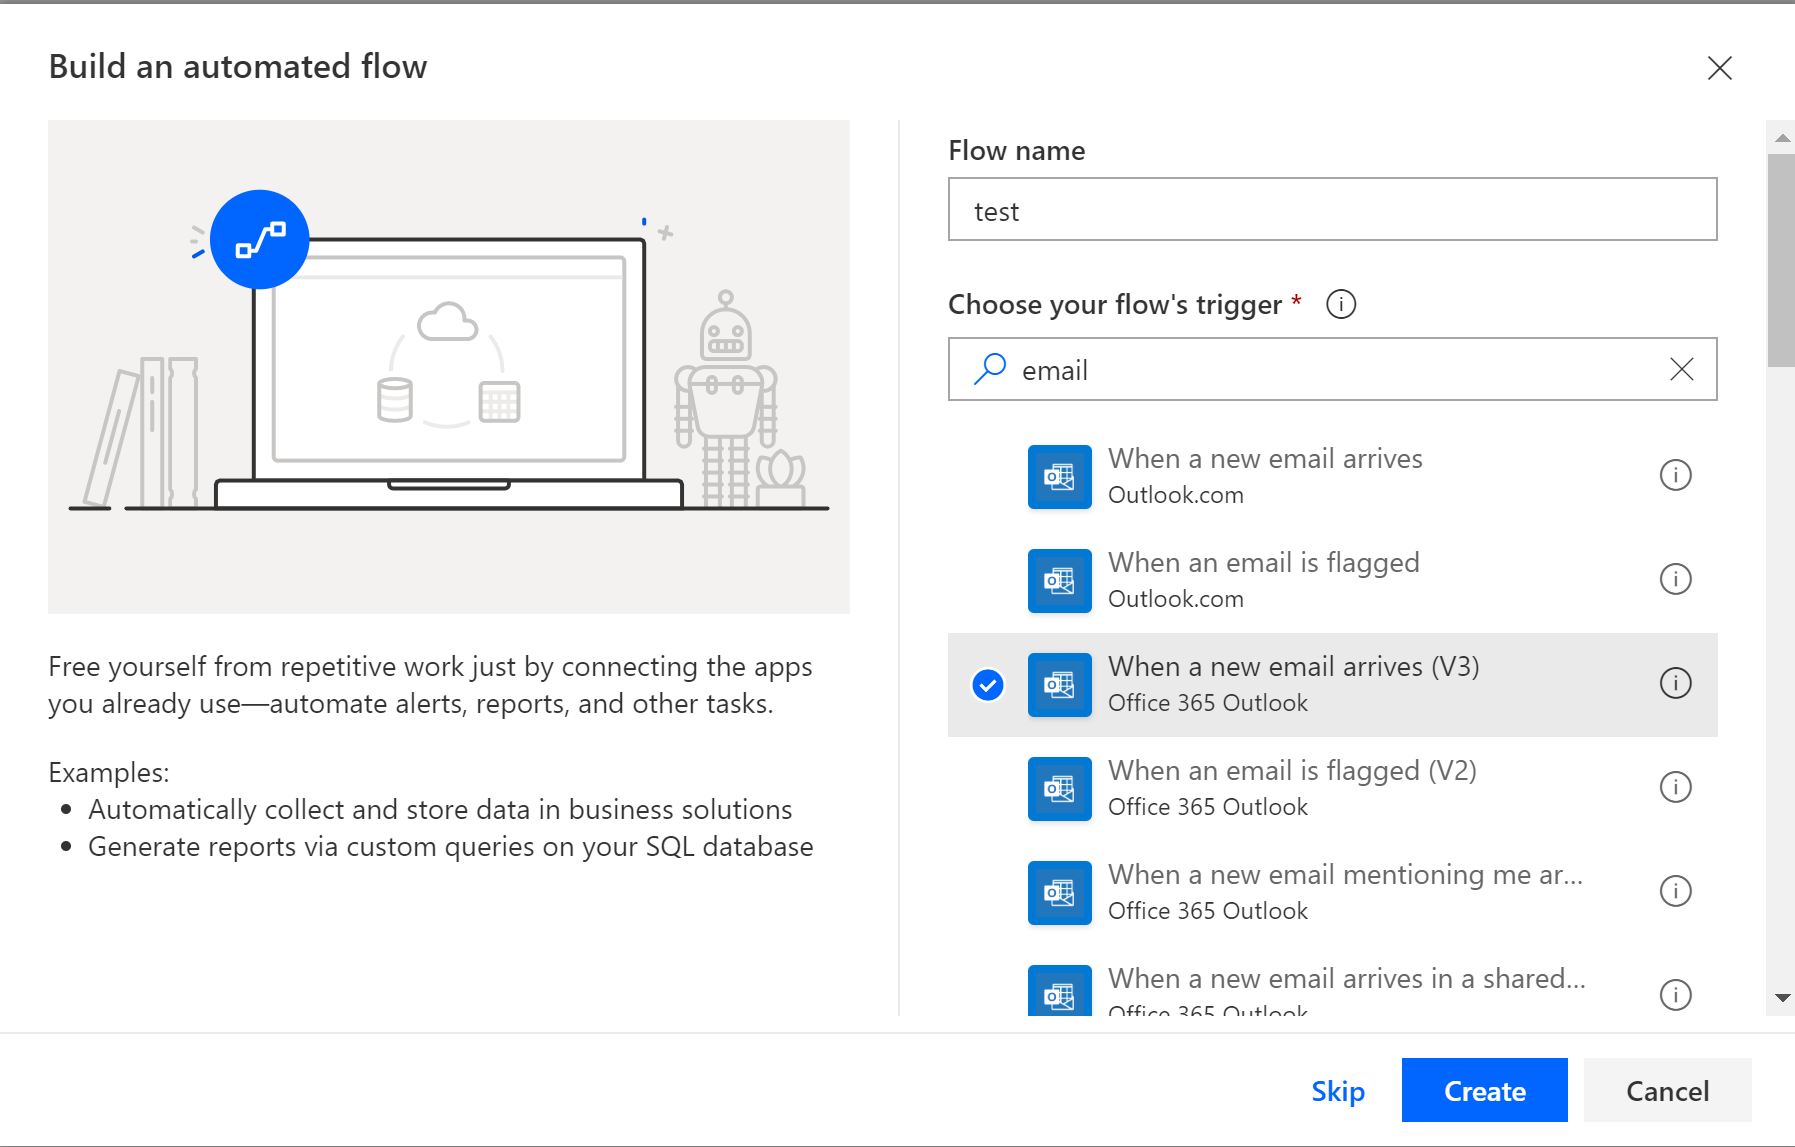 Build an automated flow
Free yourself from repetitive work just by connecting the apps
you already use—automate alerts, reports, and other tasks.
Examples:
• Automatically collect and store data in business solutions
• Generate reports via custom queries on your SQL database
Flow name
test
Choose your flow's trigger *
email
When a new email arrives
Outlook.com
When an email is flagged
Outlook.com
When a new email arrives (V3)
Office 365 Outlook
When an email is flagged (V2)
Office 365 Outlook
When a new email mentioning me ar...
Office 365 Outlook
When a new email arrives in a shared...
Office 365 Outlook
Skip
Create
Cancel